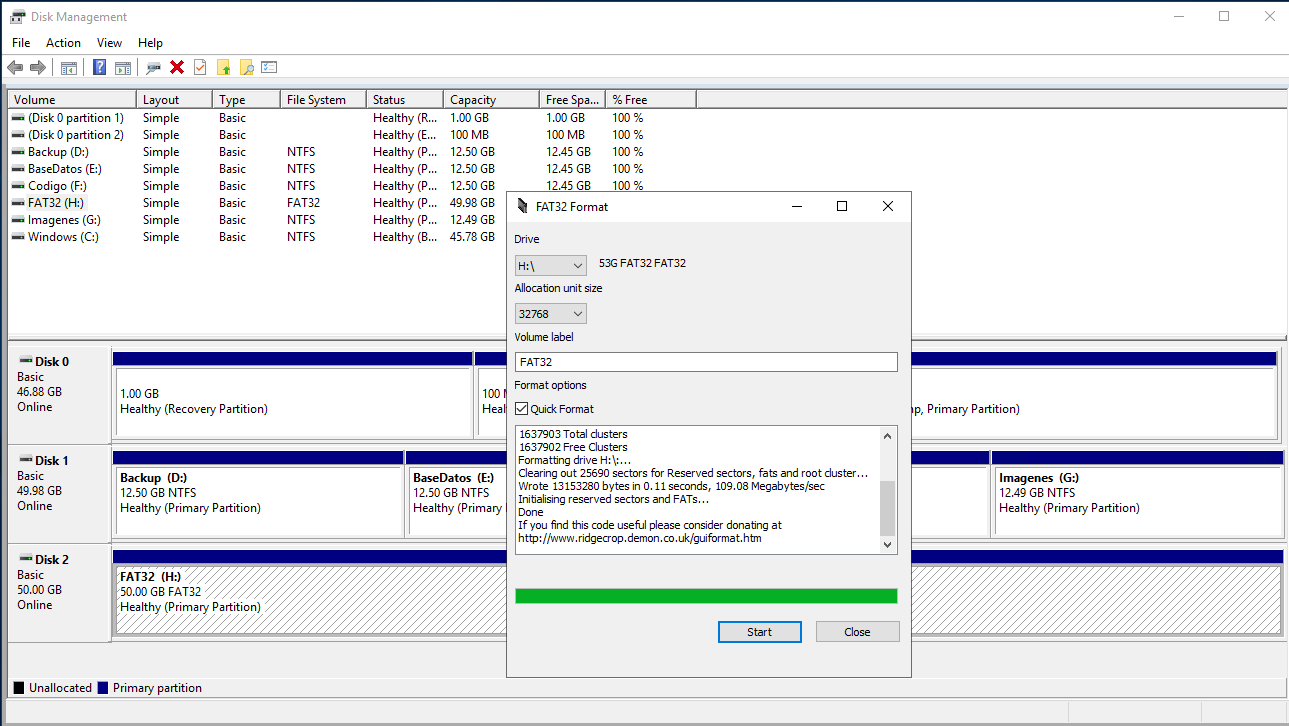 Disk Management
File Action View Help
Volume Layout Type File System Status Capacity Free Spa... % Free
(Disk 0 partition 1) Simple Basic Healthy (R... 1.00 GB 1.00 GB 100 %
(Disk 0 partition 2) Simple Basic Healthy (E... 100 MB 100 MB 100 %
Backup (D:) Simple Basic NTFS Healthy (P... 12.50 GB 12.45 GB 100 %
BaseDatos (E:) Simple Basic NTFS Healthy (P... 12.50 GB 12.45 GB 100 %
Codigo (F:) Simple Basic NTFS Healthy (P... 12.50 GB 12.45 GB 100 %
FAT32 (H:) Simple Basic FAT32 Healthy (P... 49.98 GB
Imagenes (G:) Simple Basic NTFS Healthy (P... 12.49 GB
Windows (C:) Simple Basic NTFS Healthy (B... 45.78 GB
FAT32 Format
Drive
H:\ 53G FAT32 FAT32
Allocation unit size
32768
Volume label
FAT32
Format options
Quick Format
1637903 Total clusters
1637902 Free Clusters
Formatting drive H:\:...
Clearing out 25690 sectors for Reserved sectors, fats and root cluster...
Wrote 13153280 bytes in 0.11 seconds, 109.08 Megabytes/sec
Initialising reserved sectors and FATs...
Done
If you find this code useful please consider donating at
http://www.ridgecrop.demon.co.uk/guiformat.htm
Start Close
Disk 0
Basic
46.88 GB
Online
1.00 GB
Healthy (Recovery Partition)
100
Heal
p, Primary Partition)
Disk 1
Basic
49.98 GB
Online
Backup (D:)
12.50 GB NTFS
Healthy (Primary Partition)
BaseDatos (E:)
12.50 GB NTFS
Healthy (Primary
Imagenes (G:)
12.49 GB NTFS
Healthy (Primary Partition)
Disk 2
Basic
50.00 GB
Online
FAT32 (H:)
50.00 GB FAT32
Healthy (Primary Partition)
Unallocated Primary partition